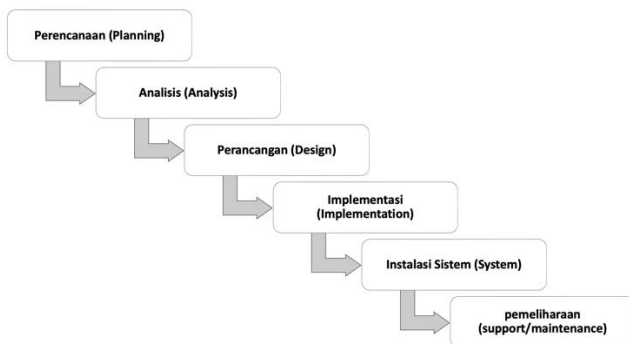 Perencanaan (Planning)
Analisis (Analysis)
Perancangan (Design)
Implementasi
(Implementation)
Instalasi Sistem (System)
pemeliharaan
(support/maintenance)